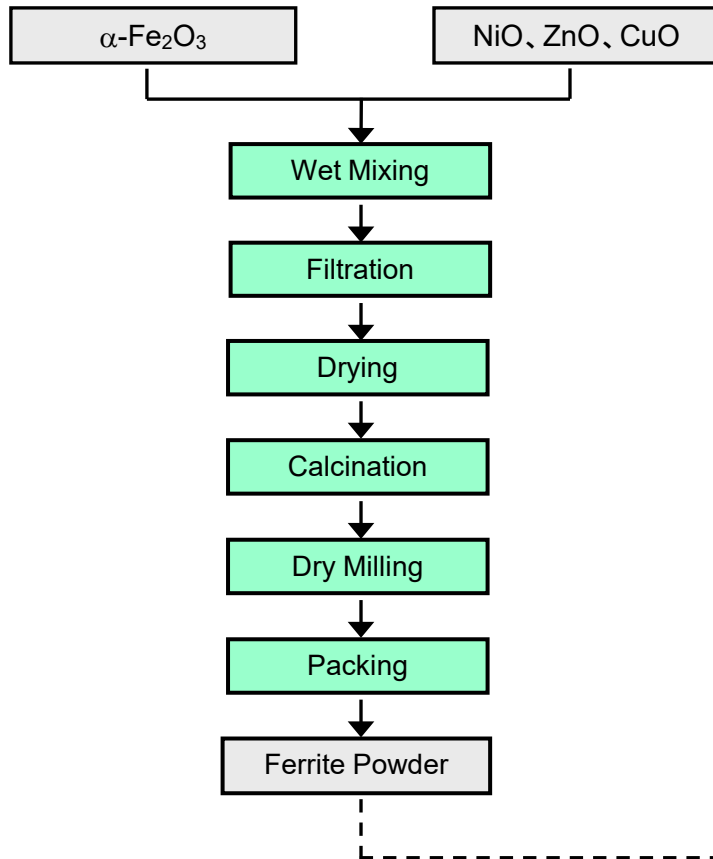 α-Fe₂O₃
NiO、ZnO、CuO
Wet Mixing
Filtration
Drying
Calcination
Dry Milling
Packing
Ferrite Powder